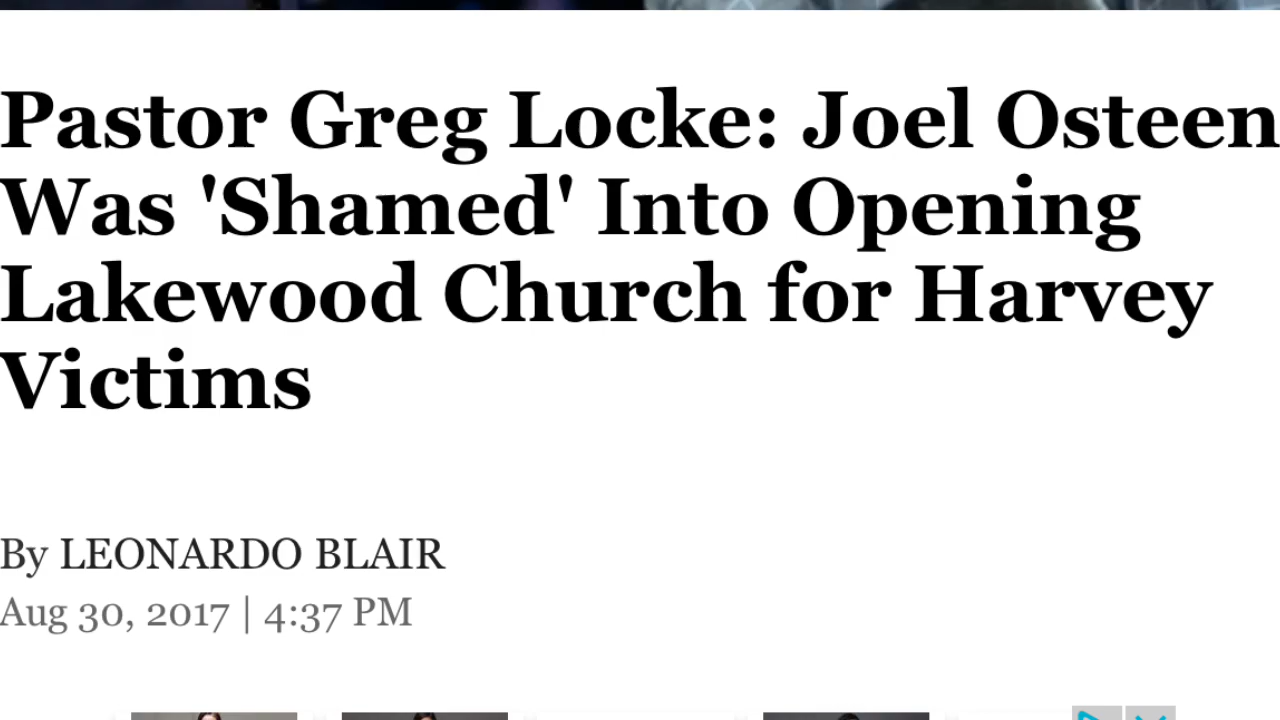 Pastor Greg Locke: Joel Osteen
Was 'Shamed' Into Opening
Lakewood Church for Harvey
Victims
By LEONARDO BLAIR
Aug 30, 2017 | 4:37 PM